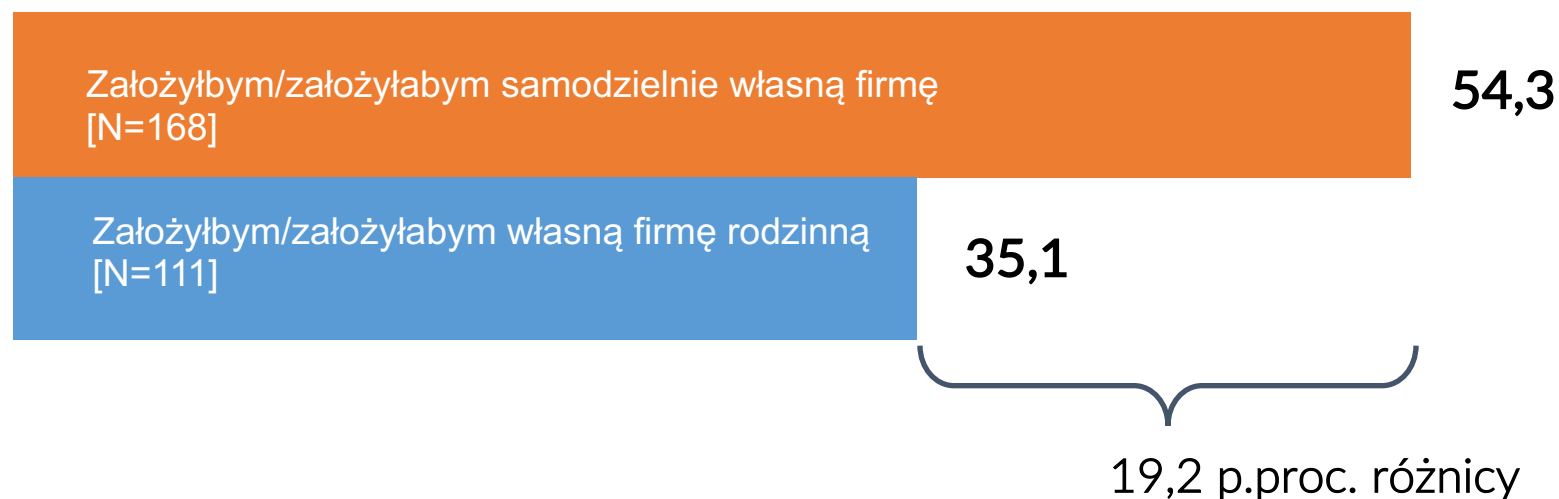 Założyłbym/założyłabym samodzielnie własną firmę
[N=168]
54,3
Założyłbym/założyłabym własną firmę rodzinną
[N=111]
35,1
19,2 p.proc. różnicy